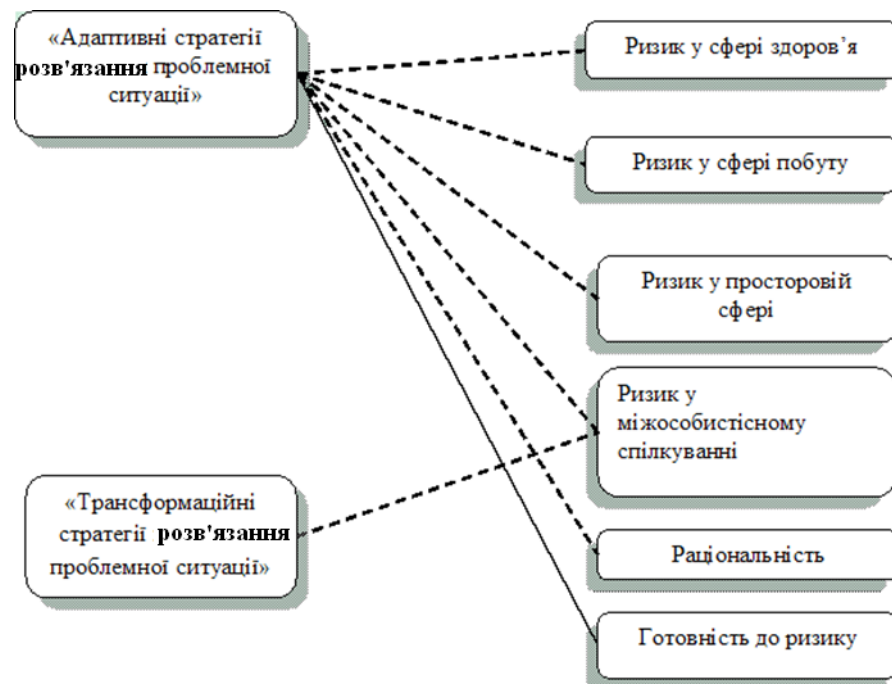 «Адаптивні стратегії
розв'язання проблемної
ситуації»
Ризик у сфері здоров’я
Ризик у сфері побуту
Ризик у просторовій
сфері
Ризик у
міжособистісному
спілкуванні
«Трансформаційні
стратегії розв'язання
проблемної ситуації»
Раціональність
Готовність до ризику